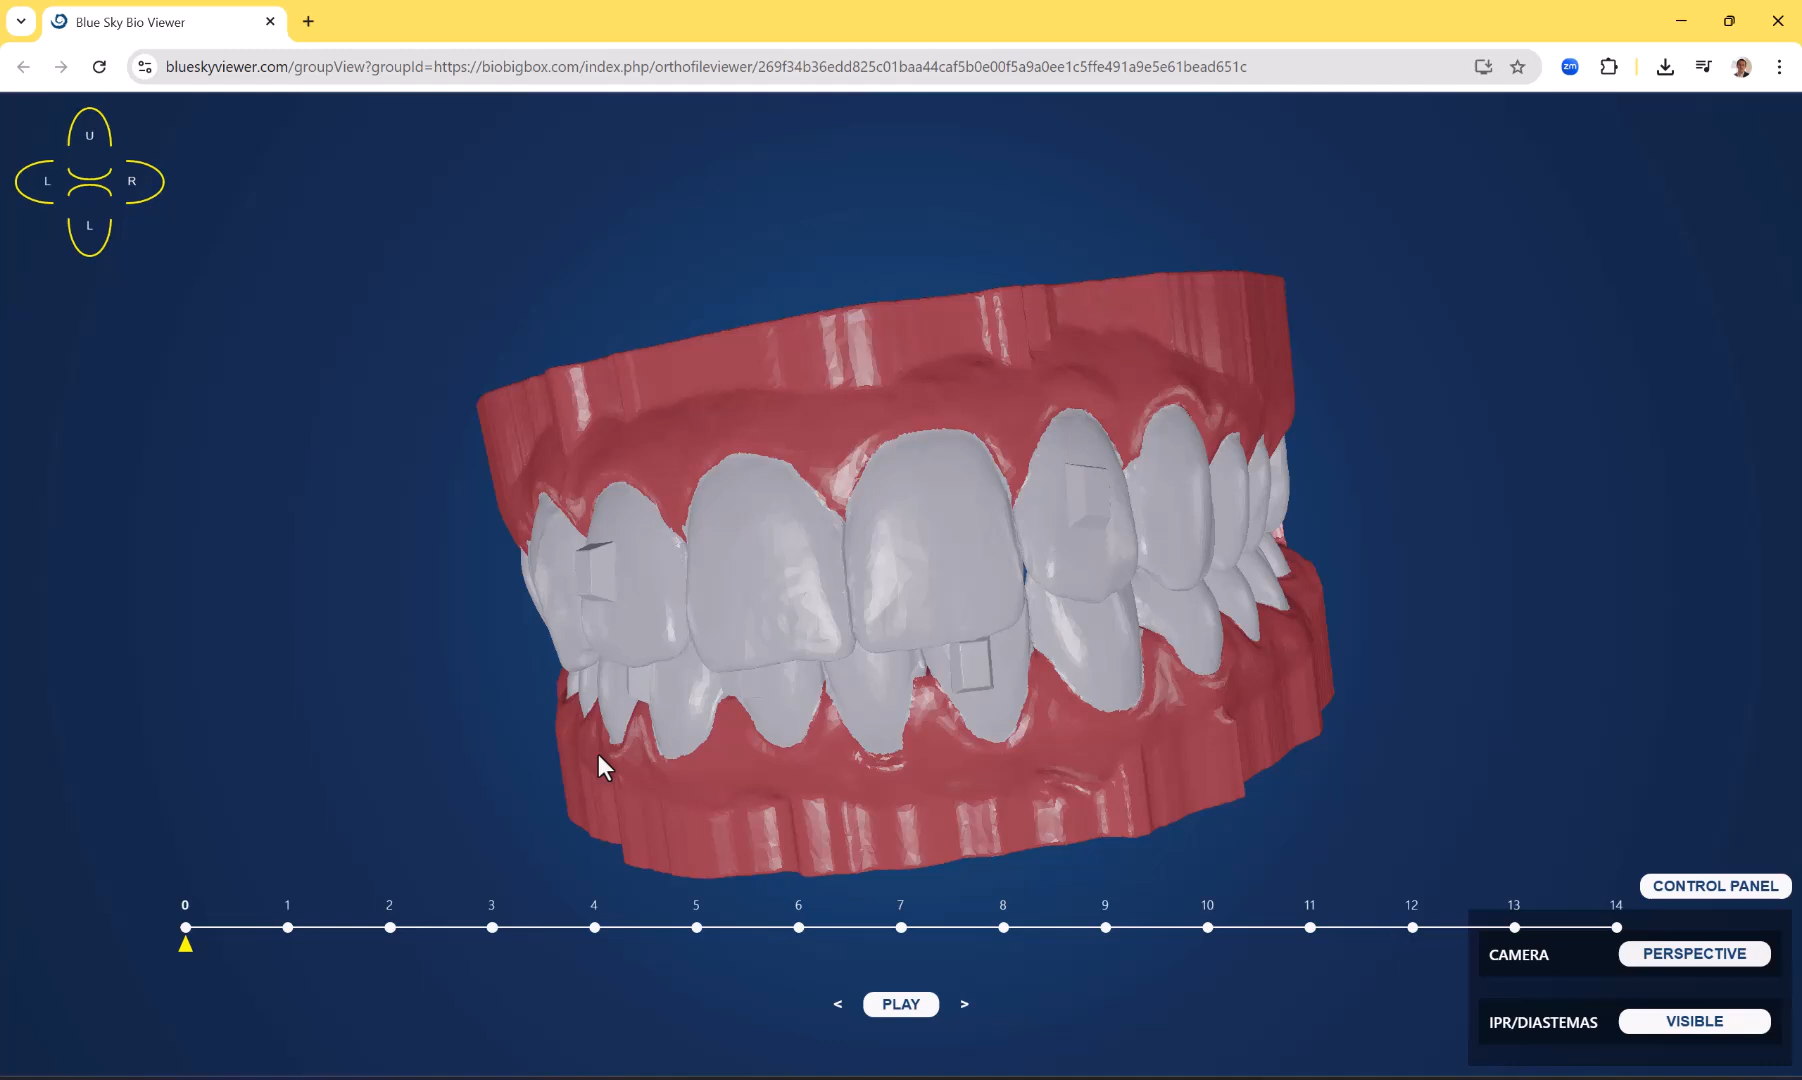 Blue Sky Bio Viewer
blueskyviewer.com/groupView?groupId=https://biobigbox.com/index.php/orthofileviewer/269f34b36edd825c01baa44caf5b0e00f5a9a0ee1c5ffe491a9e5e61bead651c
zm
U
L R
L
CONTROL PANEL
0 1 2 3 4 5 6 7 8 9 10 11 12 13 14
CAMERA PERSPECTIVE
< PLAY >
IPR/DIASTEMAS VISIBLE